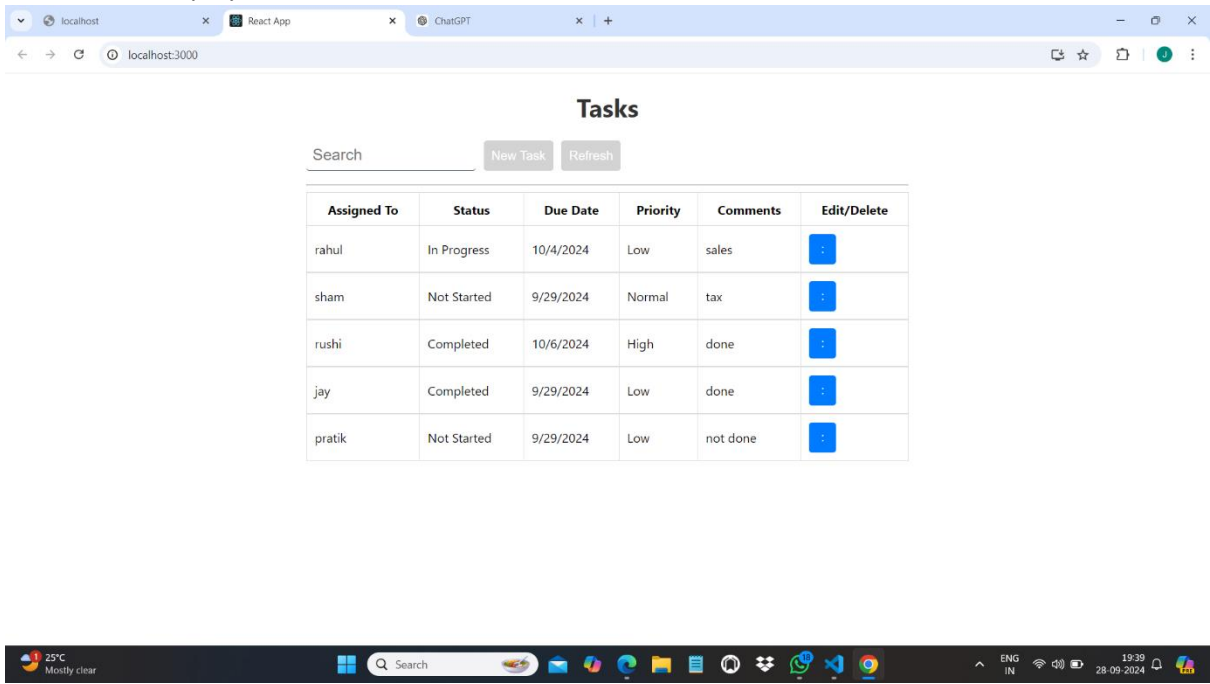 localhost
React App
ChatGPT
localhost:3000
J
Tasks
Search New Task Refresh
Assigned To Status Due Date Priority Comments Edit/Delete
rahul In Progress 10/4/2024 Low sales :
sham Not Started 9/29/2024 Normal tax :
rushi Completed 10/6/2024 High done :
jay Completed 9/29/2024 Low done :
pratik Not Started 9/29/2024 Low not done :
1
25°C
Mostly clear
Search
18
ENG
IN
19:39
28-09-2024
PRE